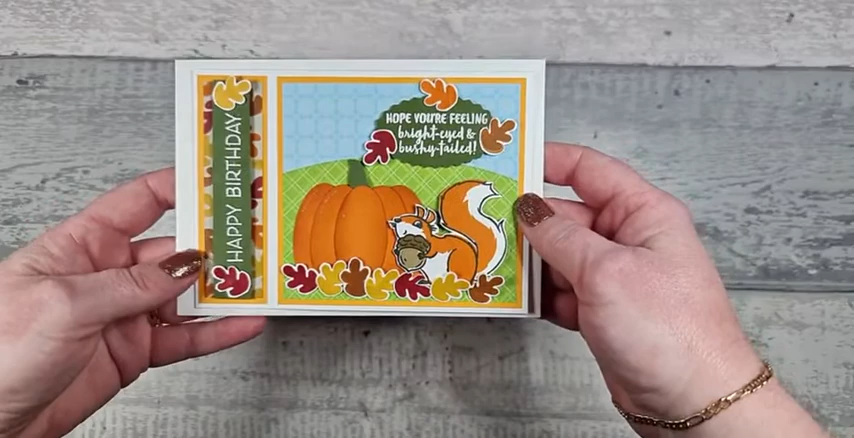 HAPPY BIRTHDAY
HOPE YOU'RE FEELING
bright-eyed &
bushy-tailed!